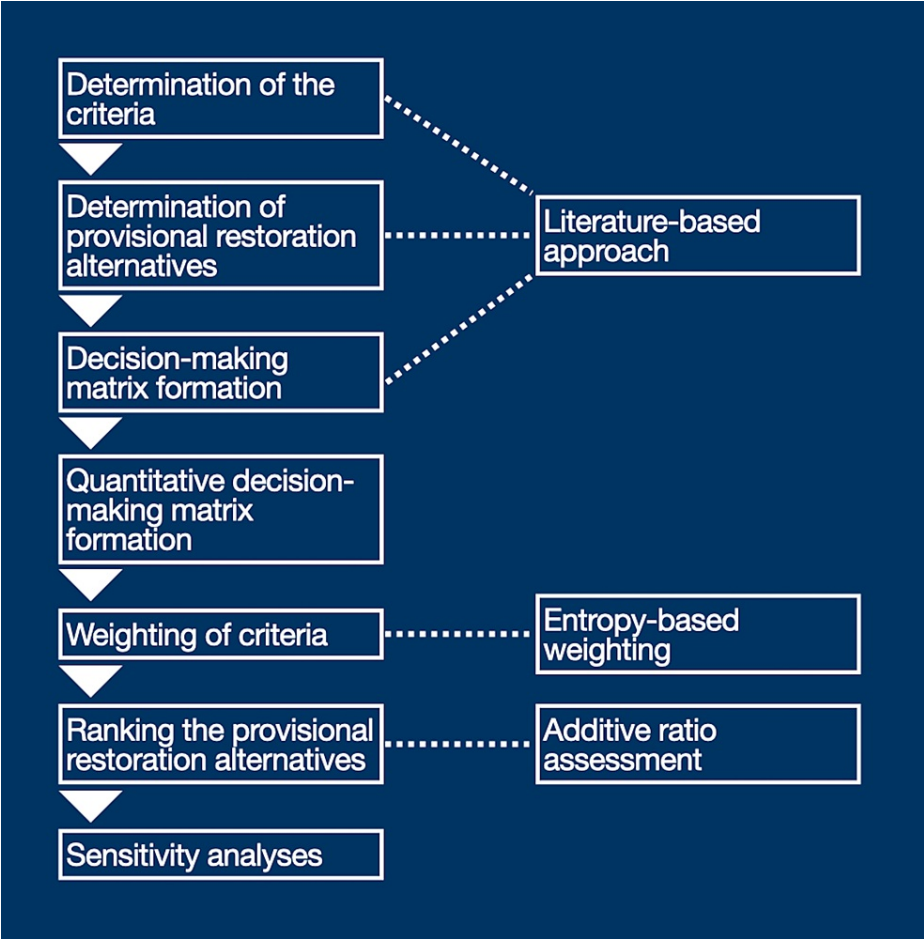 Determination of the
criteria
Determination of
provisional restoration
alternatives
Literature-based
approach
Decision-making
matrix formation
Quantitative decision-
making matrix
formation
Weighting of criteria
Entropy-based
weighting
Ranking the provisional
restoration alternatives
Additive ratio
assessment
Sensitivity analyses